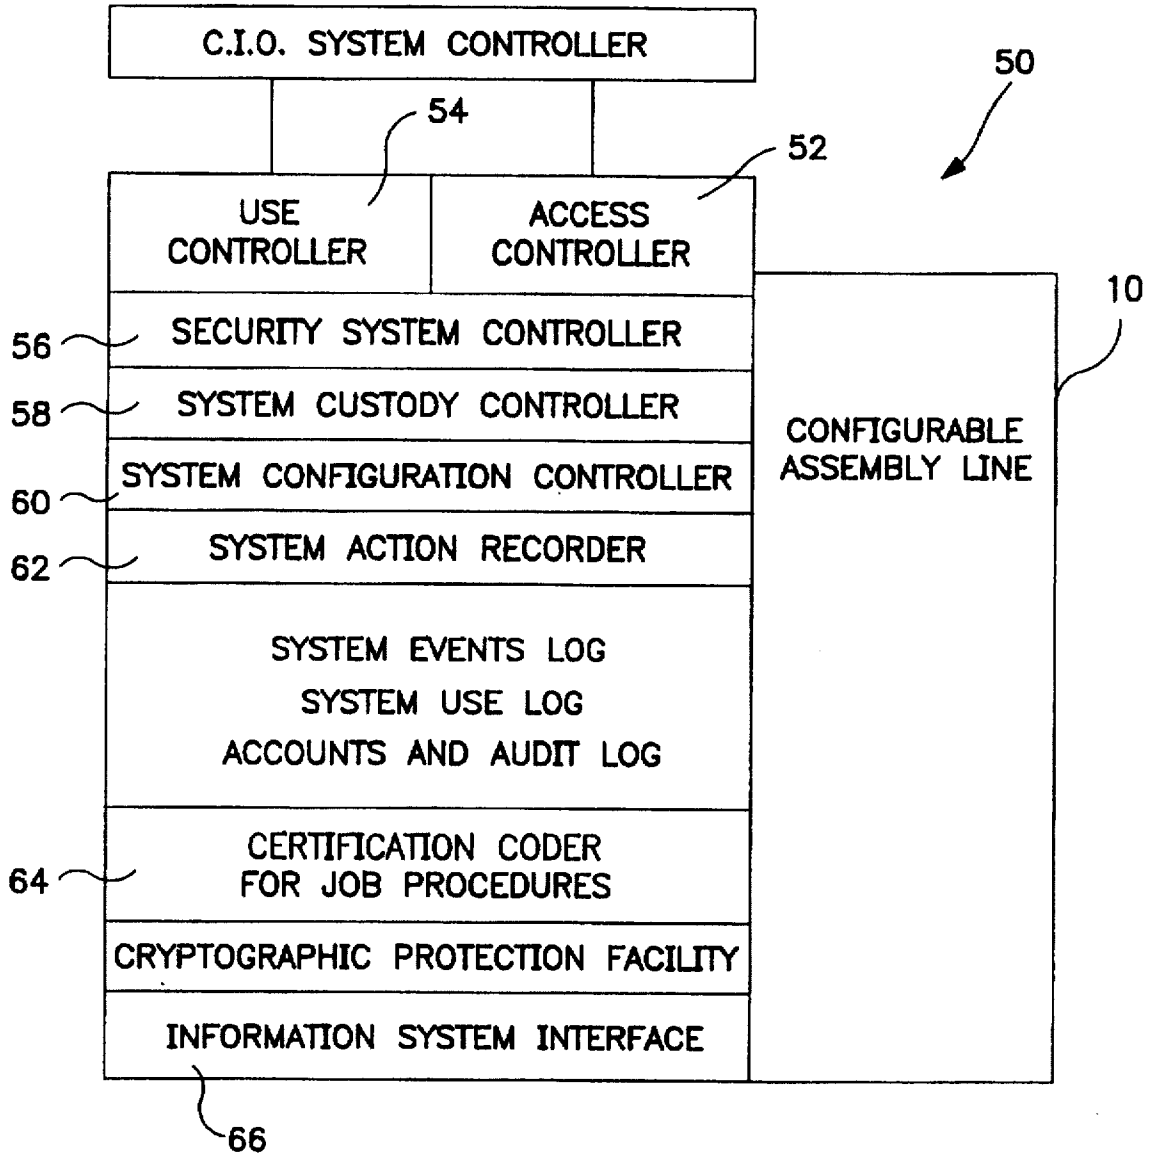 C.I.O. SYSTEM CONTROLLER
50
54
52
USE
CONTROLLER
ACCESS
CONTROLLER
10
56
SECURITY SYSTEM CONTROLLER
58
SYSTEM CUSTODY CONTROLLER
CONFIGURABLE
ASSEMBLY LINE
60
SYSTEM CONFIGURATION CONTROLLER
62
SYSTEM ACTION RECORDER
SYSTEM EVENTS LOG
SYSTEM USE LOG
ACCOUNTS AND AUDIT LOG
64
CERTIFICATION CODER
FOR JOB PROCEDURES
CRYPTOGRAPHIC PROTECTION FACILITY
INFORMATION SYSTEM INTERFACE
66